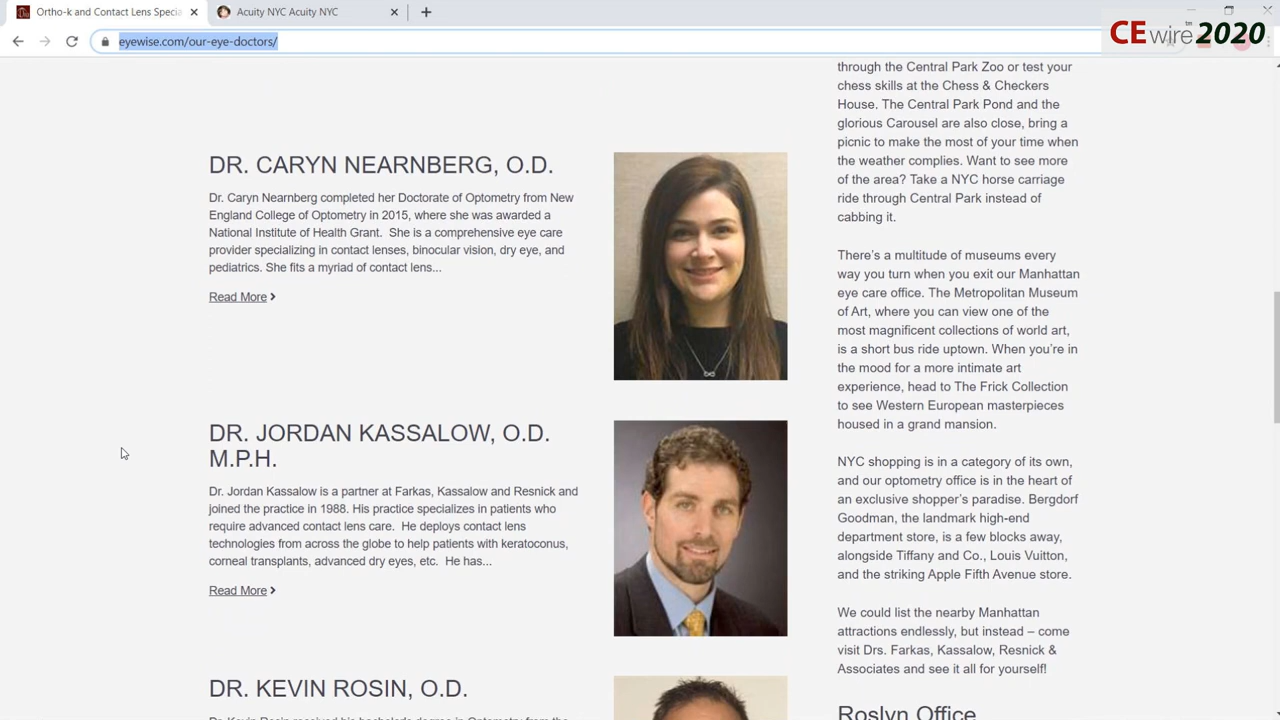 Ortho-k and Contact Lens Specia
Acuity NYC Acuity NYC
CE wire™ 2020
eyewise.com/our-eye-doctors/
DR. CARYN NEARNBERG, O.D.
Dr. Caryn Nearnberg completed her Doctorate of Optometry from New
England College of Optometry in 2015, where she was awarded a
National Institute of Health Grant. She is a comprehensive eye care
provider specializing in contact lenses, binocular vision, dry eye, and
pediatrics. She fits a myriad of contact lens...
Read More
DR. JORDAN KASSALOW, O.D.
M.P.H.
Dr. Jordan Kassalow is a partner at Farkas, Kassalow and Resnick and
joined the practice in 1988. His practice specializes in patients who
require advanced contact lens care. He deploys contact lens
technologies from across the globe to help patients with keratoconus,
corneal transplants, advanced dry eyes, etc. He has...
Read More
DR. KEVIN ROSIN, O.D.
Dr. Kevin Rosin received his bachelor's degree in Optometry from the
through the Central Park Zoo or test your
chess skills at the Chess & Checkers
House. The Central Park Pond and the
glorious Carousel are also close, bring a
picnic to make the most of your time when
the weather complies. Want to see more
of the area? Take a NYC horse carriage
ride through Central Park instead of
cabbing it.
There's a multitude of museums every
way you turn when you exit our Manhattan
eye care office. The Metropolitan Museum
of Art, where you can view one of the
most magnificent collections of world art,
is a short bus ride uptown. When you're in
the mood for a more intimate art
experience, head to The Frick Collection
to see Western European masterpieces
housed in a grand mansion.
NYC shopping is in a category of its own,
and our optometry office is in the heart of
an exclusive shopper's paradise. Bergdorf
Goodman, the landmark high-end
department store, is a few blocks away,
alongside Tiffany and Co., Louis Vuitton,
and the striking Apple Fifth Avenue store.
We could list the nearby Manhattan
attractions endlessly, but instead – come
visit Drs. Farkas, Kassalow, Resnick &
Associates and see it all for yourself!
Roslyn Office